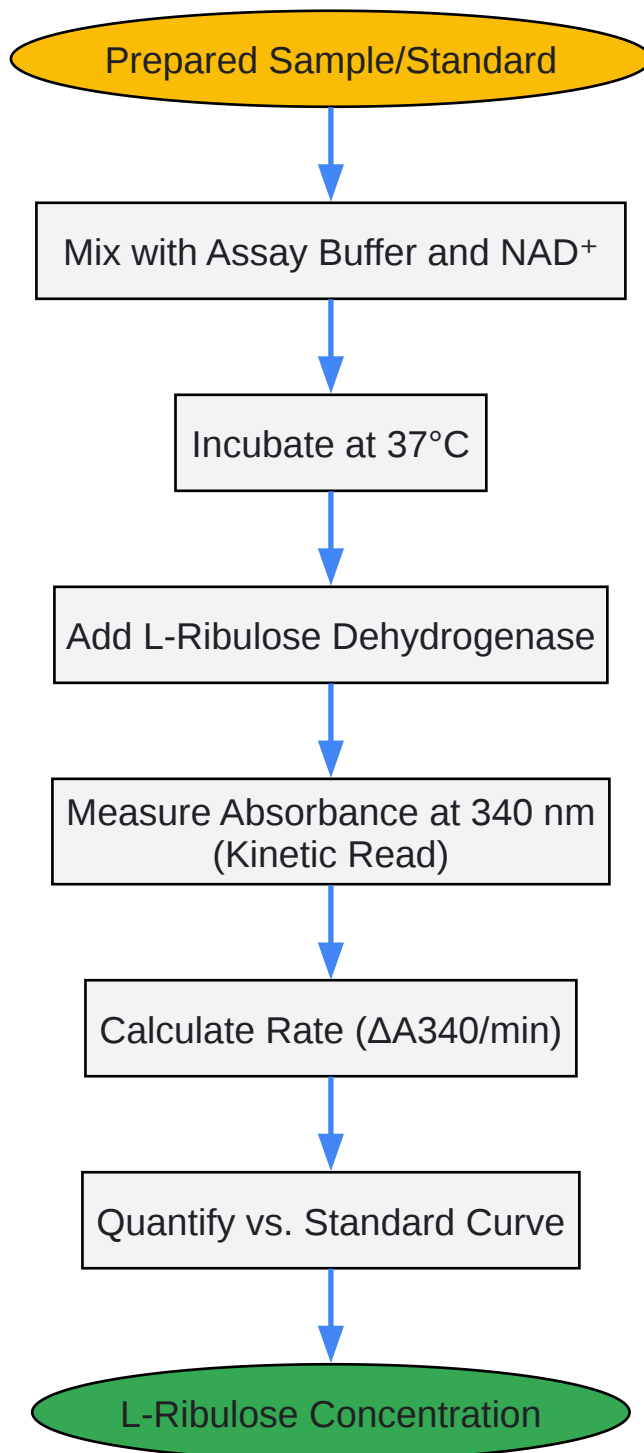 Prepared Sample/Standard
Mix with Assay Buffer and NAD⁺
Incubate at 37°C
Add L-Ribulose Dehydrogenase
Measure Absorbance at 340 nm
(Kinetic Read)
Calculate Rate (ΔA340/min)
Quantify vs. Standard Curve
L-Ribulose Concentration